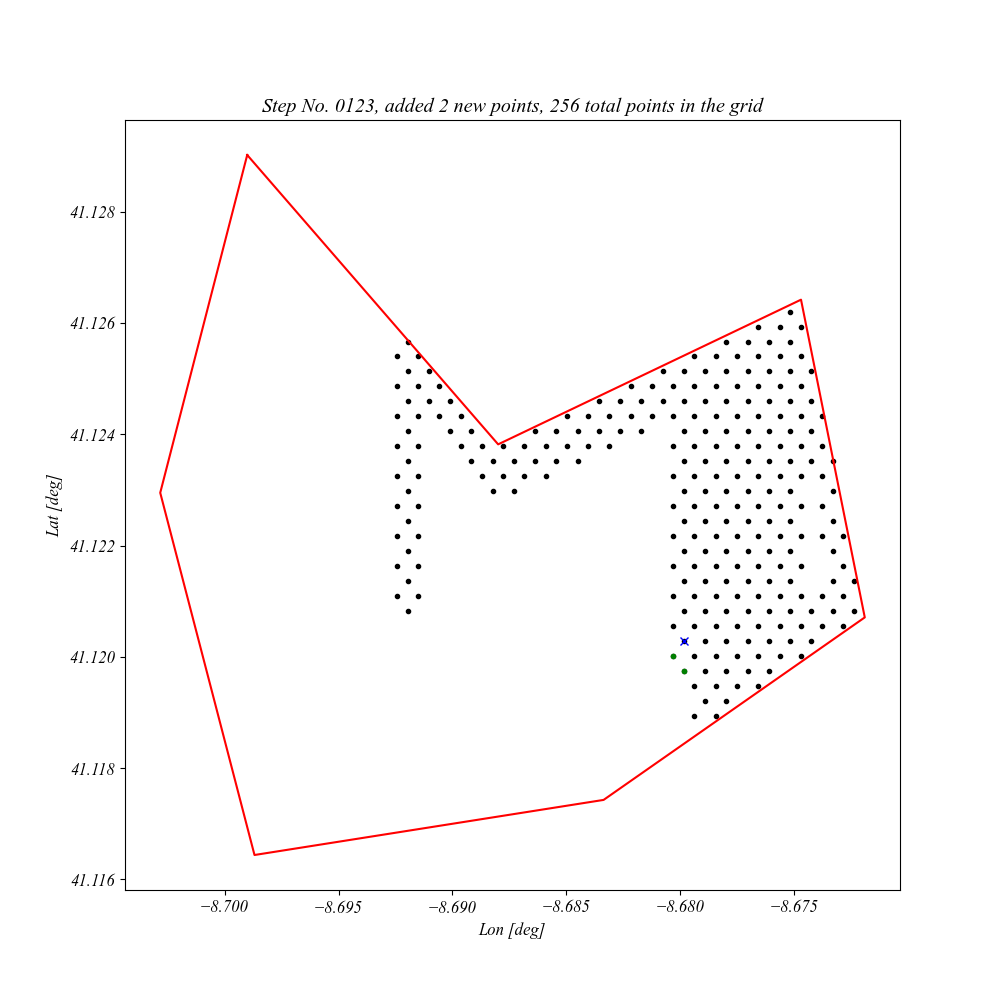 Step No. 0123, added 2 new points, 256 total points in the grid
41.128
41.126
41.124
41.122
41.120
41.118
41.116
Lat [deg]
−8.700 −8.695 −8.690 −8.685 −8.680 −8.675
Lon [deg]